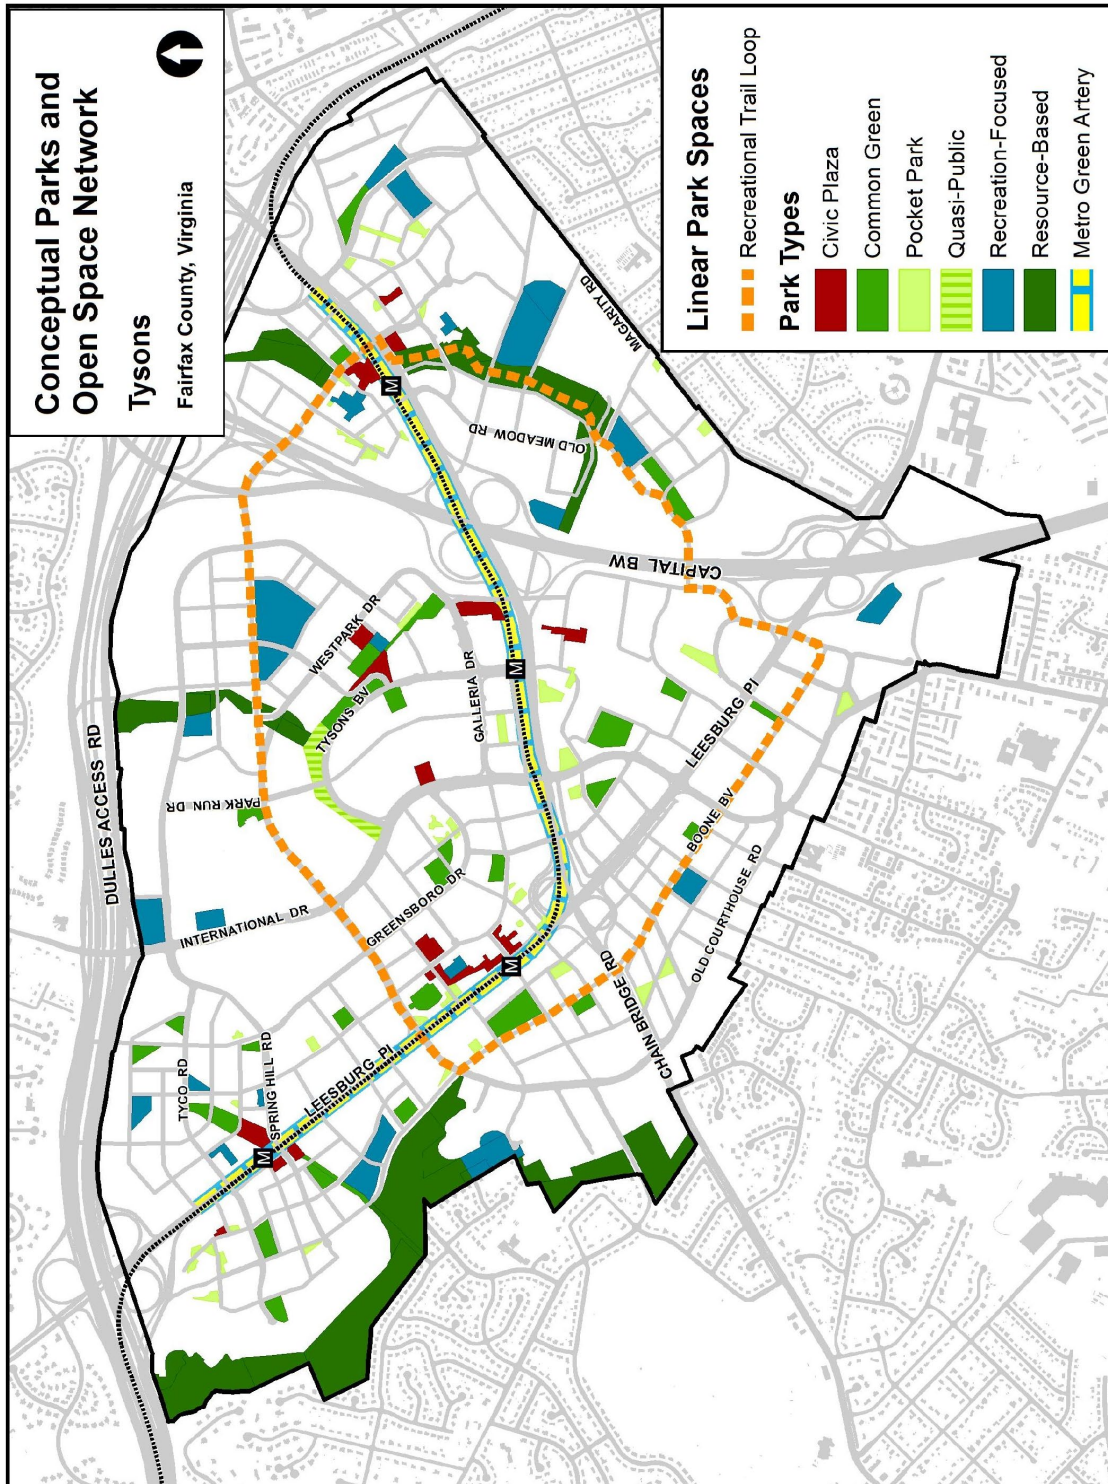 Conceptual Parks and
Open Space Network
Tysons
Fairfax County, Virginia
DULLES ACCESS RD
TYCO RD
SPRING HILL RD
LEESBURG PI
INTERNATIONAL DR
GREENSBORO DR
PARK RUN DR
TYSONS BV
WESTPARK DR
GALLERIA DR
OLD MEADOW RD
MAGARITY RD
CAPITAL BW
LEESBURG PI
BOONE BV
OLD COURTHOUSE RD
CHAIN BRIDGE RD
M
M
M
M
Linear Park Spaces
Recreational Trail Loop
Park Types
Civic Plaza
Common Green
Pocket Park
Quasi-Public
Recreation-Focused
Resource-Based
Metro Green Artery